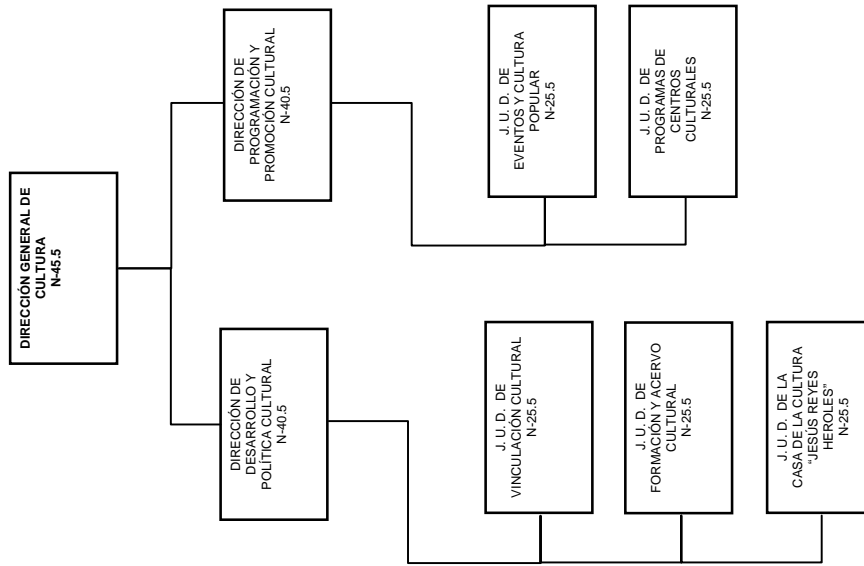 DIRECCIÓN GENERAL DE
CULTURA
N-45.5
DIRECCIÓN DE
DESARROLLO Y
POLÍTICA CULTURAL
N-40.5
DIRECCIÓN DE
PROGRAMACIÓN Y
PROMOCIÓN CULTURAL
N-40.5
J. U. D. DE
VINCULACIÓN CULTURAL
N-25.5
J. U. D. DE
FORMACIÓN Y ACERVO
CULTURAL
N-25.5
J. U. D. DE LA
CASA DE LA CULTURA
"JESÚS REYES
HEROLES"
N-25.5
J. U. D. DE
EVENTOS Y CULTURA
POPULAR
N-25.5
J. U. D. DE
PROGRAMAS DE
CENTROS
CULTURALES
N-25.5